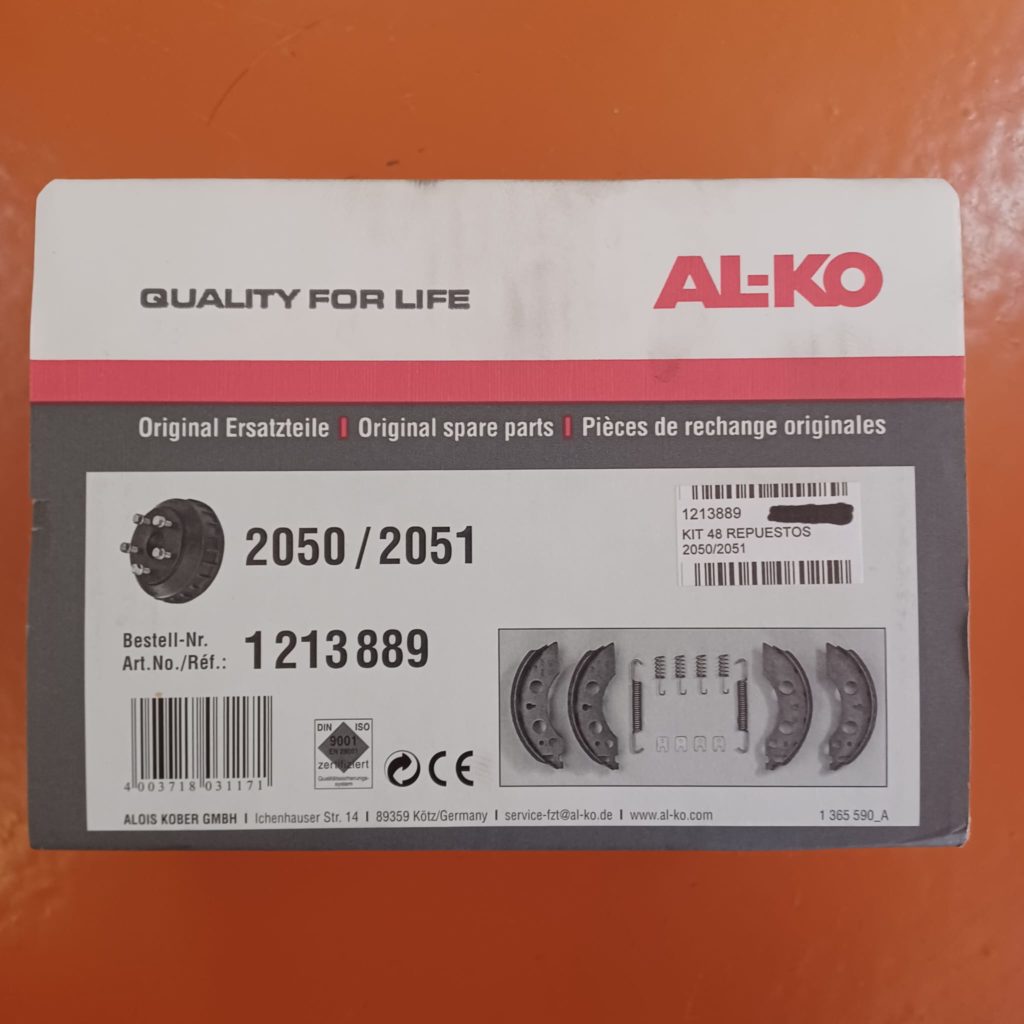 QUALITY FOR LIFE
AL-KO
Original Ersatzteile | Original spare parts | Pièces de rechange originales
2050 / 2051
1213889
KIT 48 REPUESTOS
2050/2051
Bestell-Nr.
Art.No./Réf.: 1 213 889
4 003718 031171
DIN ISO
9001
EN 29001
zertifiziert
Qualitätssicherungs-
system
CE
ALOIS KOBER GMBH | Ichenhauser Str. 14 | 89359 Kötz/Germany | service-fzt@al-ko.de | www.al-ko.com
1 365 590_A